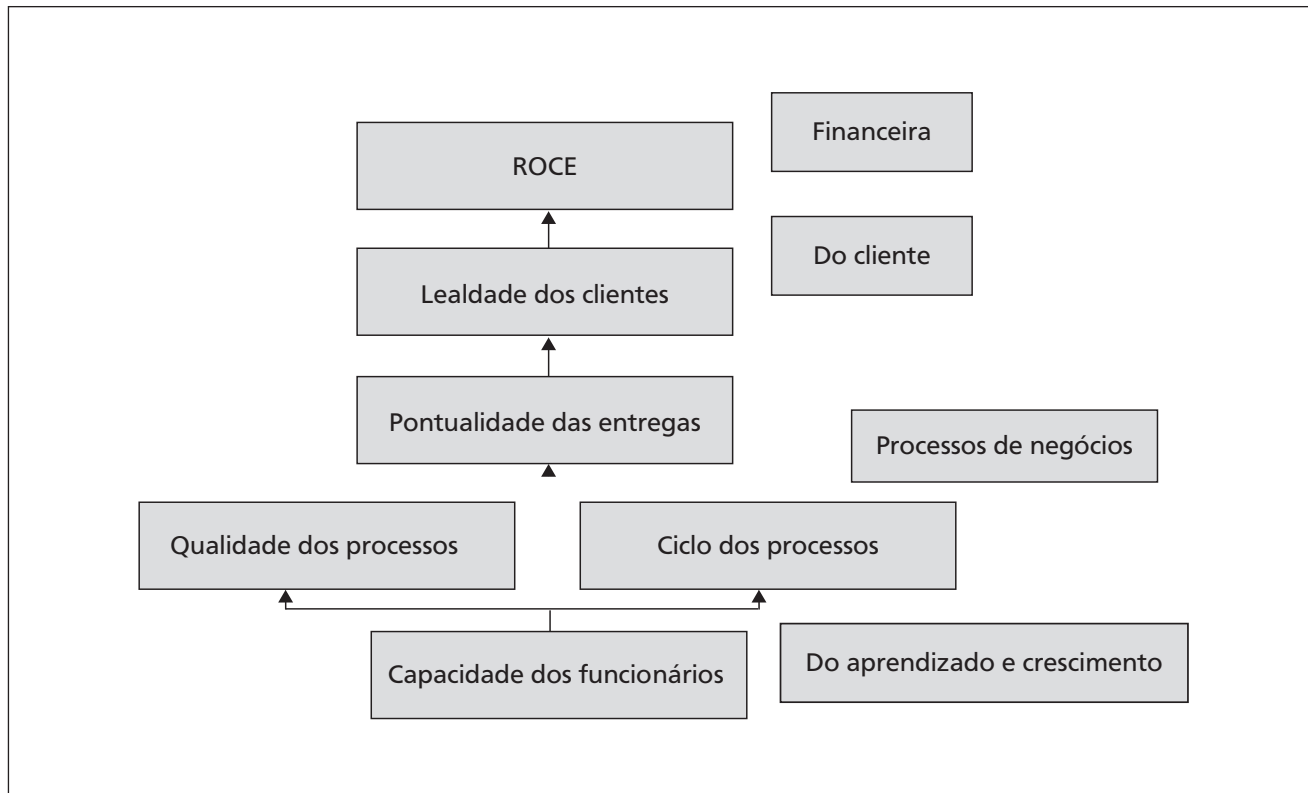 Financeira
ROCE
Do cliente
Lealdade dos clientes
Pontualidade das entregas
Processos de negócios
Qualidade dos processos
Ciclo dos processos
Do aprendizado e crescimento
Capacidade dos funcionários